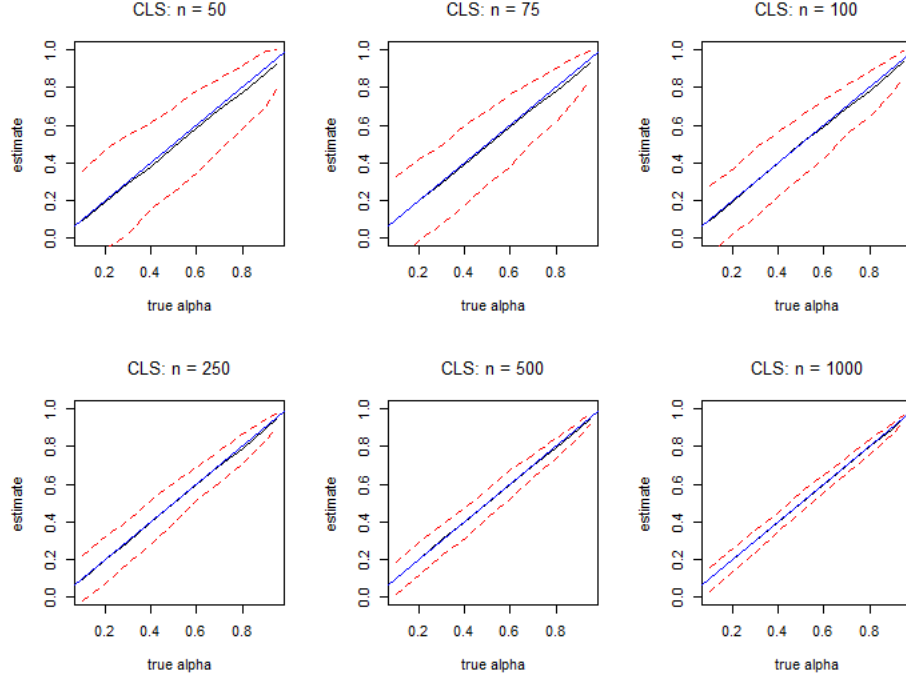 CLS: n = 50
estimate
0.0 0.2 0.4 0.6 0.8 1.0
0.2 0.4 0.6 0.8
true alpha
CLS: n = 75
estimate
0.0 0.2 0.4 0.6 0.8 1.0
0.2 0.4 0.6 0.8
true alpha
CLS: n = 100
estimate
0.0 0.2 0.4 0.6 0.8 1.0
0.2 0.4 0.6 0.8
true alpha
CLS: n = 250
estimate
0.0 0.2 0.4 0.6 0.8 1.0
0.2 0.4 0.6 0.8
true alpha
CLS: n = 500
estimate
0.0 0.2 0.4 0.6 0.8 1.0
0.2 0.4 0.6 0.8
true alpha
CLS: n = 1000
estimate
0.0 0.2 0.4 0.6 0.8 1.0
0.2 0.4 0.6 0.8
true alpha